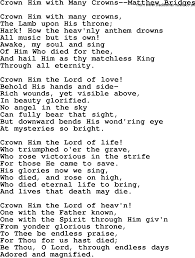 Crown Him with Many Crowns--Matthew Bridges
Crown Him with many crowns,
The Lamb upon His throne;
Hark! How the heav'nly anthem drowns
All music but its own!
Awake, my soul and sing
Of Him Who died for thee,
And hail Him as thy matchless King
Through all eternity.
Crown Him the Lord of love!
Behold His hands and side—
Rich wounds, yet visible above,
In beauty glorified.
No angel in the sky
Can fully bear that sight,
But downward bends His wond'ring eye
At mysteries so bright.
Crown Him the Lord of life!
Who triumphed o'er the grave,
Who rose victorious in the strife
For those He came to save.
His glories now we sing,
Who died, and rose on high,
Who died eternal life to bring,
And lives that death may die.
Crown Him the Lord of heav'n!
One with the Father known,
One with the Spirit through Him giv'n
From yonder glorious throne,
To Thee be endless praise,
For Thou for us hast died;
Be Thou, O Lord, through endless days
Adored and magnified.